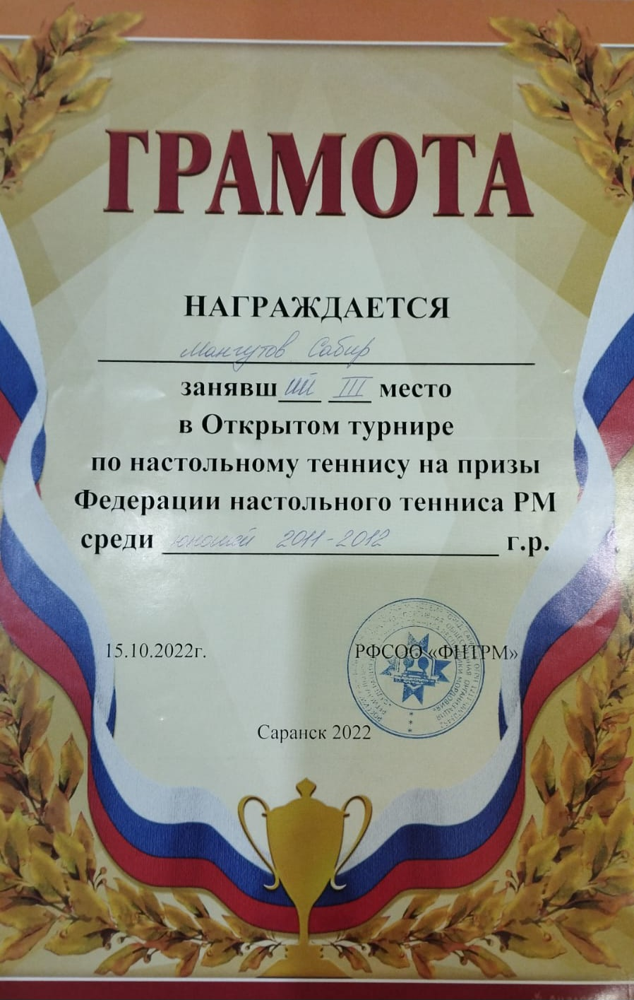 ГРАМОТА
НАГРАЖДАЕТСЯ
Мангутов Сабир
занявший III место
в Открытом турнире
по настольному теннису на призы
Федерации настольного тенниса РМ
среди юношей 2011-2012 г.р.
15.10.2022г. РФСОО «ФНТРМ»
Саранск 2022